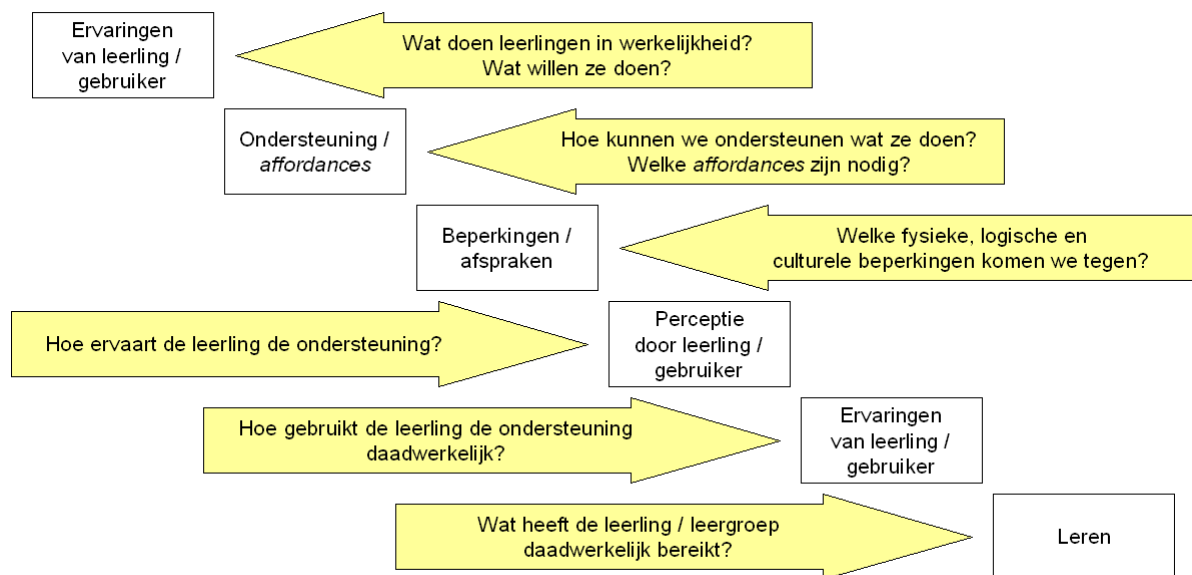 Ervaringen
van leerling /
gebruiker
Wat doen leerlingen in werkelijkheid?
Wat willen ze doen?
Ondersteuning /
affordances
Hoe kunnen we ondersteunen wat ze doen?
Welke affordances zijn nodig?
Beperkingen /
afspraken
Welke fysieke, logische en
culturele beperkingen komen we tegen?
Hoe ervaart de leerling de ondersteuning?
Perceptie
door leerling /
gebruiker
Hoe gebruikt de leerling de ondersteuning
daadwerkelijk?
Ervaringen
van leerling /
gebruiker
Wat heeft de leerling / leergroep
daadwerkelijk bereikt?
Leren